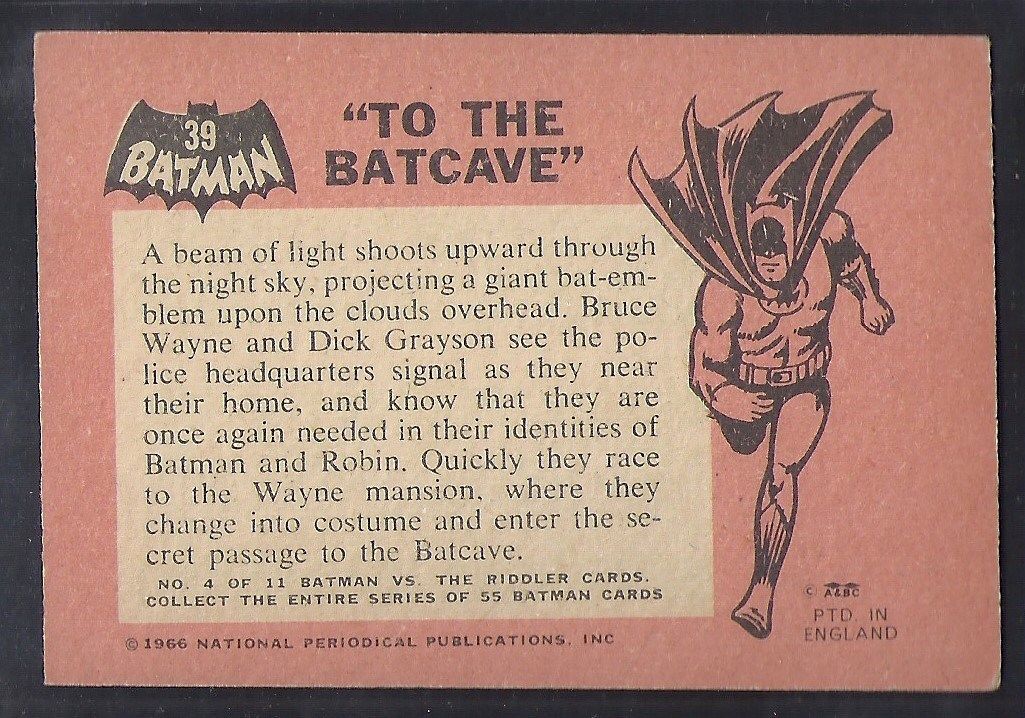 39
BATMAN
“TO THE
BATCAVE”
A beam of light shoots upward through
the night sky, projecting a giant bat-em-
blem upon the clouds overhead. Bruce
Wayne and Dick Grayson see the po-
lice headquarters signal as they near
their home, and know that they are
once again needed in their identities of
Batman and Robin. Quickly they race
to the Wayne mansion, where they
change into costume and enter the se-
cret passage to the Batcave.
NO. 4 OF 11 BATMAN VS. THE RIDDLER CARDS.
COLLECT THE ENTIRE SERIES OF 55 BATMAN CARDS
© 1966 NATIONAL PERIODICAL PUBLICATIONS, INC
© A&BC
PTD. IN
ENGLAND